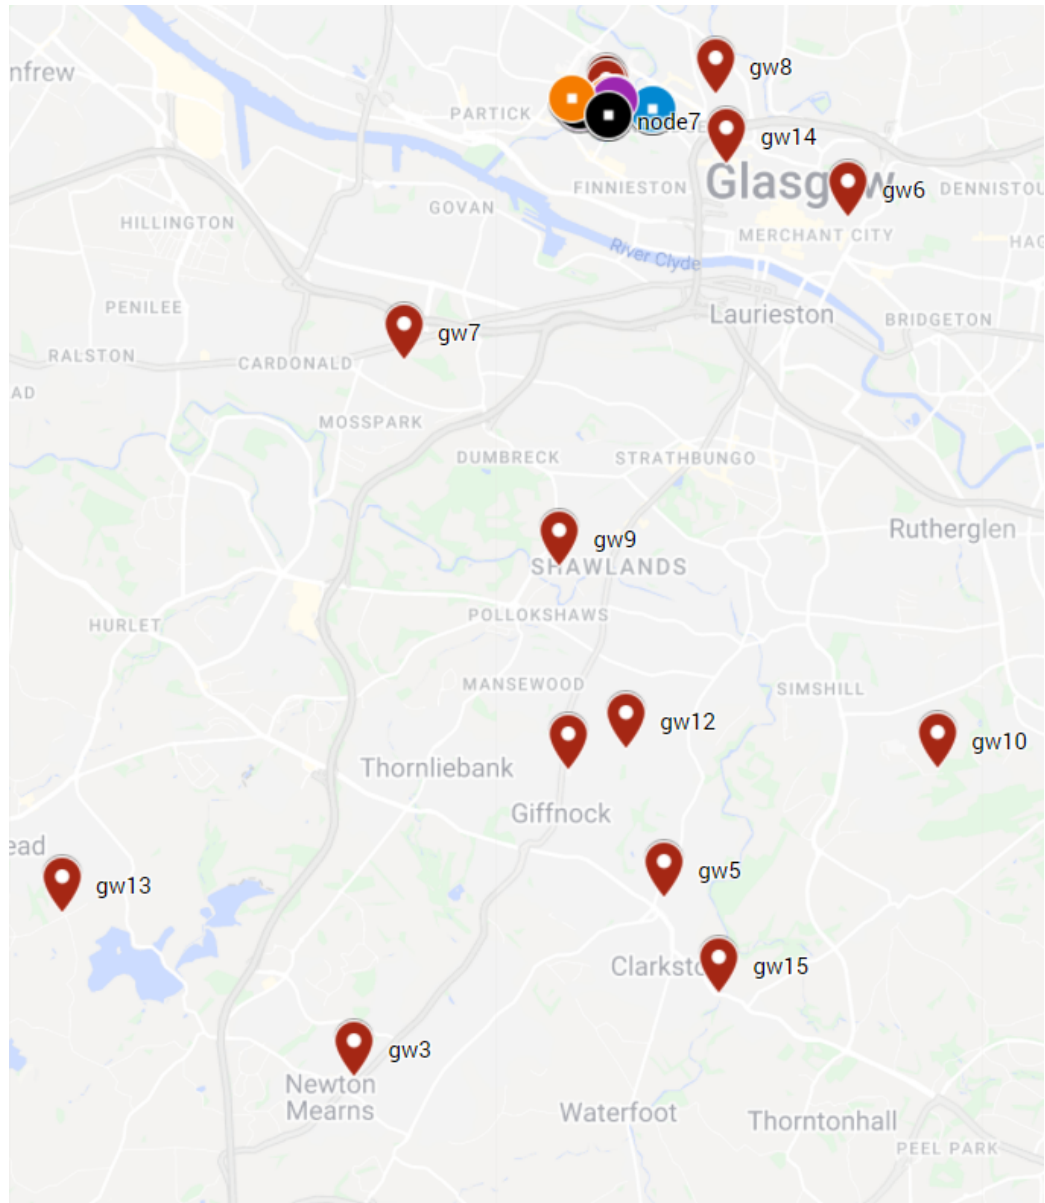 nfrew
gw8
PARTICK
node7
gw14
Glasg w
FINNIESTON
gw6
DENNISTOU
GOVAN
HILLINGTON
MERCHANT CITY
HAG
River Clyde
PENILEE
Laurieston
BRIDGETON
gw7
RALSTON
CARDONALD
AD
MOSSPARK
DUMBRECK
STRATHBUNGO
Rutherglen
gw9
SHAWLANDS
POLLOKSHAWS
HURLET
MANSEWOOD
SIMSHILL
gw12
gw10
Thornliebank
Giffnock
ead
gw5
gw13
Clarksto
gw15
gw3
Newton
Mearns
Waterfoot
Thorntonhall
PEEL PARK